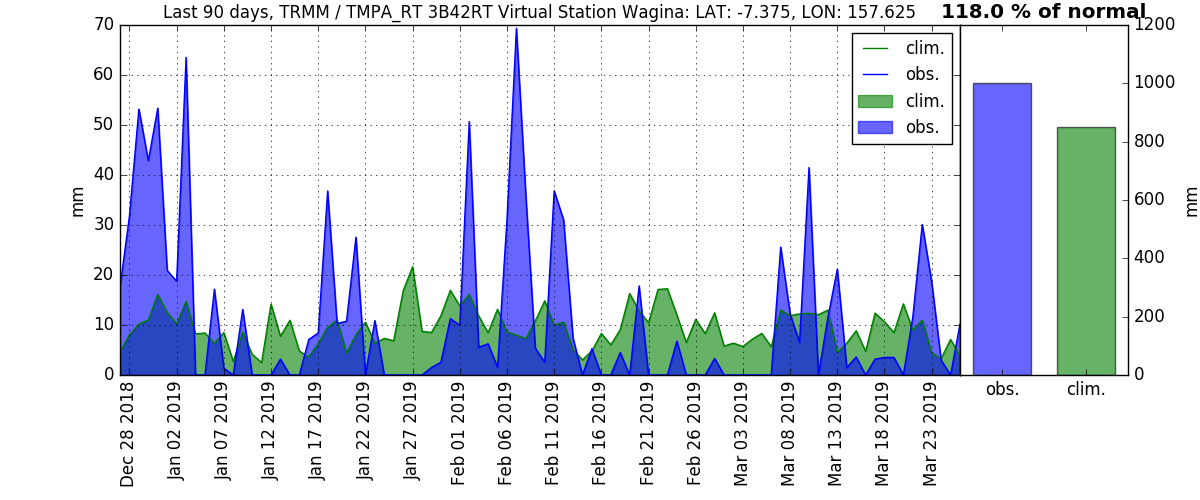 Last 90 days, TRMM / TMPA_RT 3B42RT Virtual Station Wagina: LAT: -7.375, LON: 157.625
118.0 % of normal
70
60
50
40
30
20
10
0
mm
clim.
obs.
clim.
obs.
1200
1000
800
600
400
200
0
mm
obs.
clim.
Dec 28 2018
Jan 02 2019
Jan 07 2019
Jan 12 2019
Jan 17 2019
Jan 22 2019
Jan 27 2019
Feb 01 2019
Feb 06 2019
Feb 11 2019
Feb 16 2019
Feb 21 2019
Feb 26 2019
Mar 03 2019
Mar 08 2019
Mar 13 2019
Mar 18 2019
Mar 23 2019